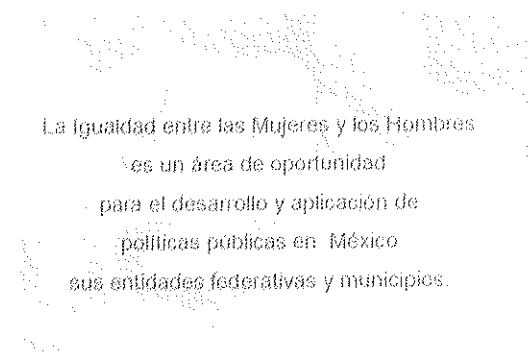 La Igualdad entre las Mujeres y los Hombres
es un área de oportunidad
para el desarrollo y aplicación de
políticas públicas en México
sus entidades federativas y municipios.